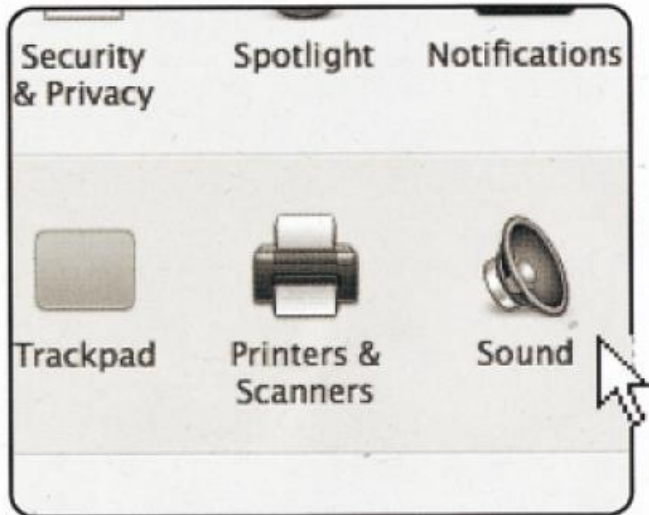 Security Spotlight Notifications
& Privacy
Trackpad Printers & Sound
Scanners